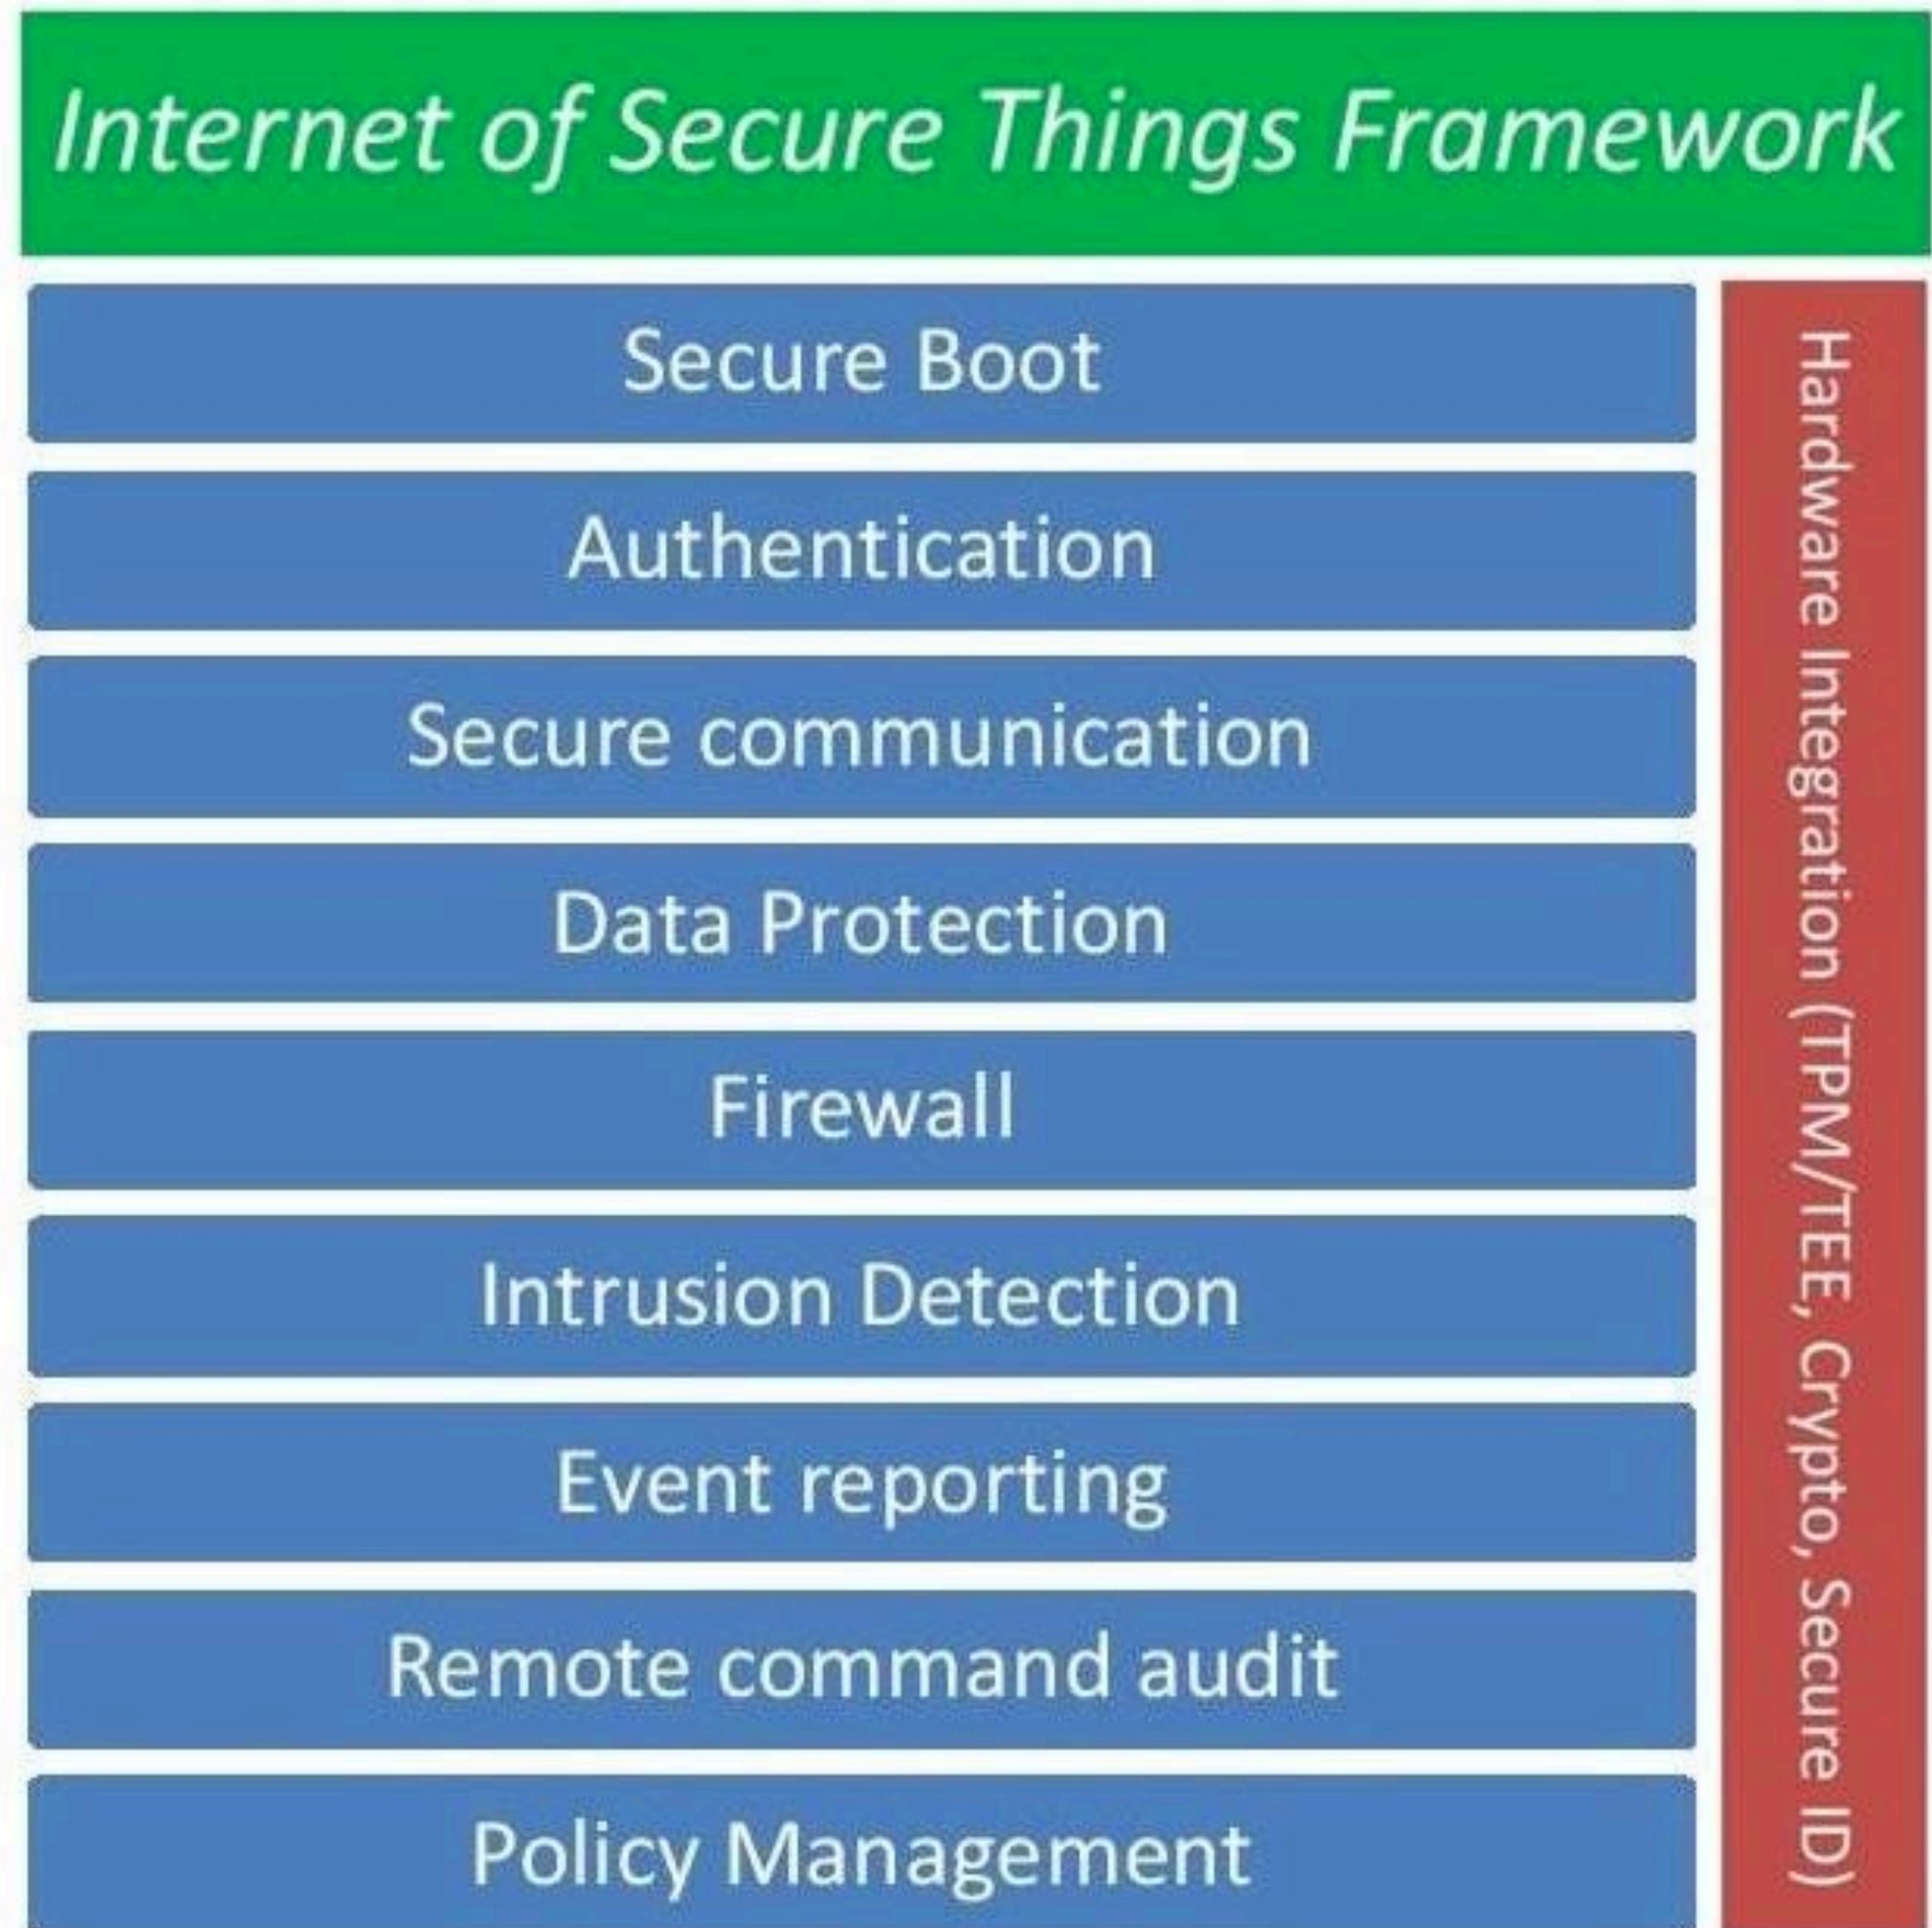 Internet of Secure Things Framework
Secure Boot
Authentication
Secure communication
Data Protection
Firewall
Intrusion Detection
Event reporting
Remote command audit
Policy Management
Hardware Integration (TPM/TEE, Crypto, Secure ID)